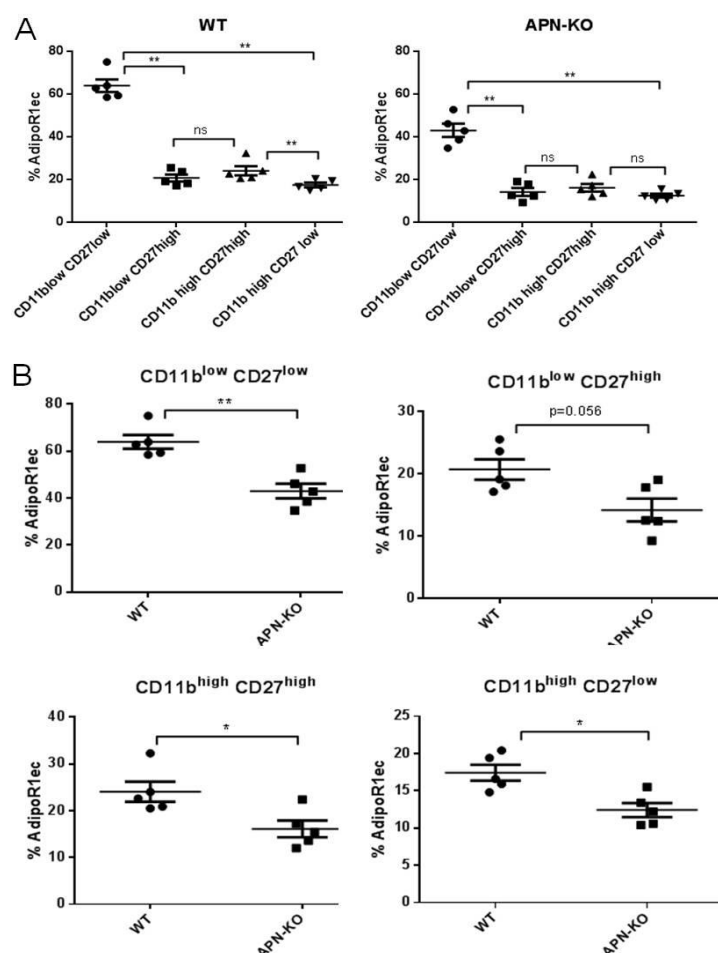 A
WT
APN-KO
% AdipoR1ec
80
60
40
20
0
**
**
ns
**
CD11blow CD27low
CD11blow CD27high
CD11b high CD27high
CD11b high CD27 low
% AdipoR1ec
80
60
40
20
0
**
**
ns
ns
CD11blow CD27low
CD11blow CD27high
CD11b high CD27high
CD11b high CD27 low
B
CD11blow CD27low
% AdipoR1ec
80
60
40
20
0
**
WT
APN-KO
CD11blow CD27high
% AdipoR1ec
30
20
10
0
p=0.056
WT
APN-KO
CD11bhigh CD27high
% AdipoR1ec
40
30
20
10
0
*
WT
APN-KO
CD11bhigh CD27low
% AdipoR1ec
25
20
15
10
5
0
*
WT
APN-KO